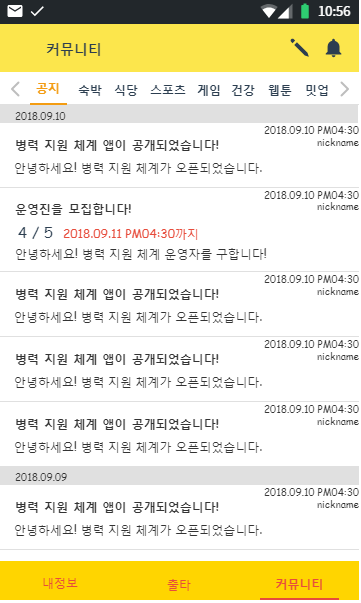 10:56
커뮤니티
공지 숙박 식당 스포츠 게임 건강 웹툰 밋업
2018.09.10
2018.09.10 PM04:30
병력 지원 체계 앱이 공개되었습니다!
nickname
안녕하세요! 병력 지원 체계가 오픈되었습니다.
2018.09.10 PM04:30
운영진을 모집합니다!
nickname
4 / 5 2018.09.11 PM04:30까지
안녕하세요! 병력 지원 체계 운영자를 구합니다!
2018.09.10 PM04:30
병력 지원 체계 앱이 공개되었습니다!
nickname
안녕하세요! 병력 지원 체계가 오픈되었습니다.
2018.09.10 PM04:30
병력 지원 체계 앱이 공개되었습니다!
nickname
안녕하세요! 병력 지원 체계가 오픈되었습니다.
2018.09.10 PM04:30
병력 지원 체계 앱이 공개되었습니다!
nickname
안녕하세요! 병력 지원 체계가 오픈되었습니다.
2018.09.09
2018.09.10 PM04:30
병력 지원 체계 앱이 공개되었습니다!
nickname
안녕하세요! 병력 지원 체계가 오픈되었습니다.
내정보 훌타 커뮤니티